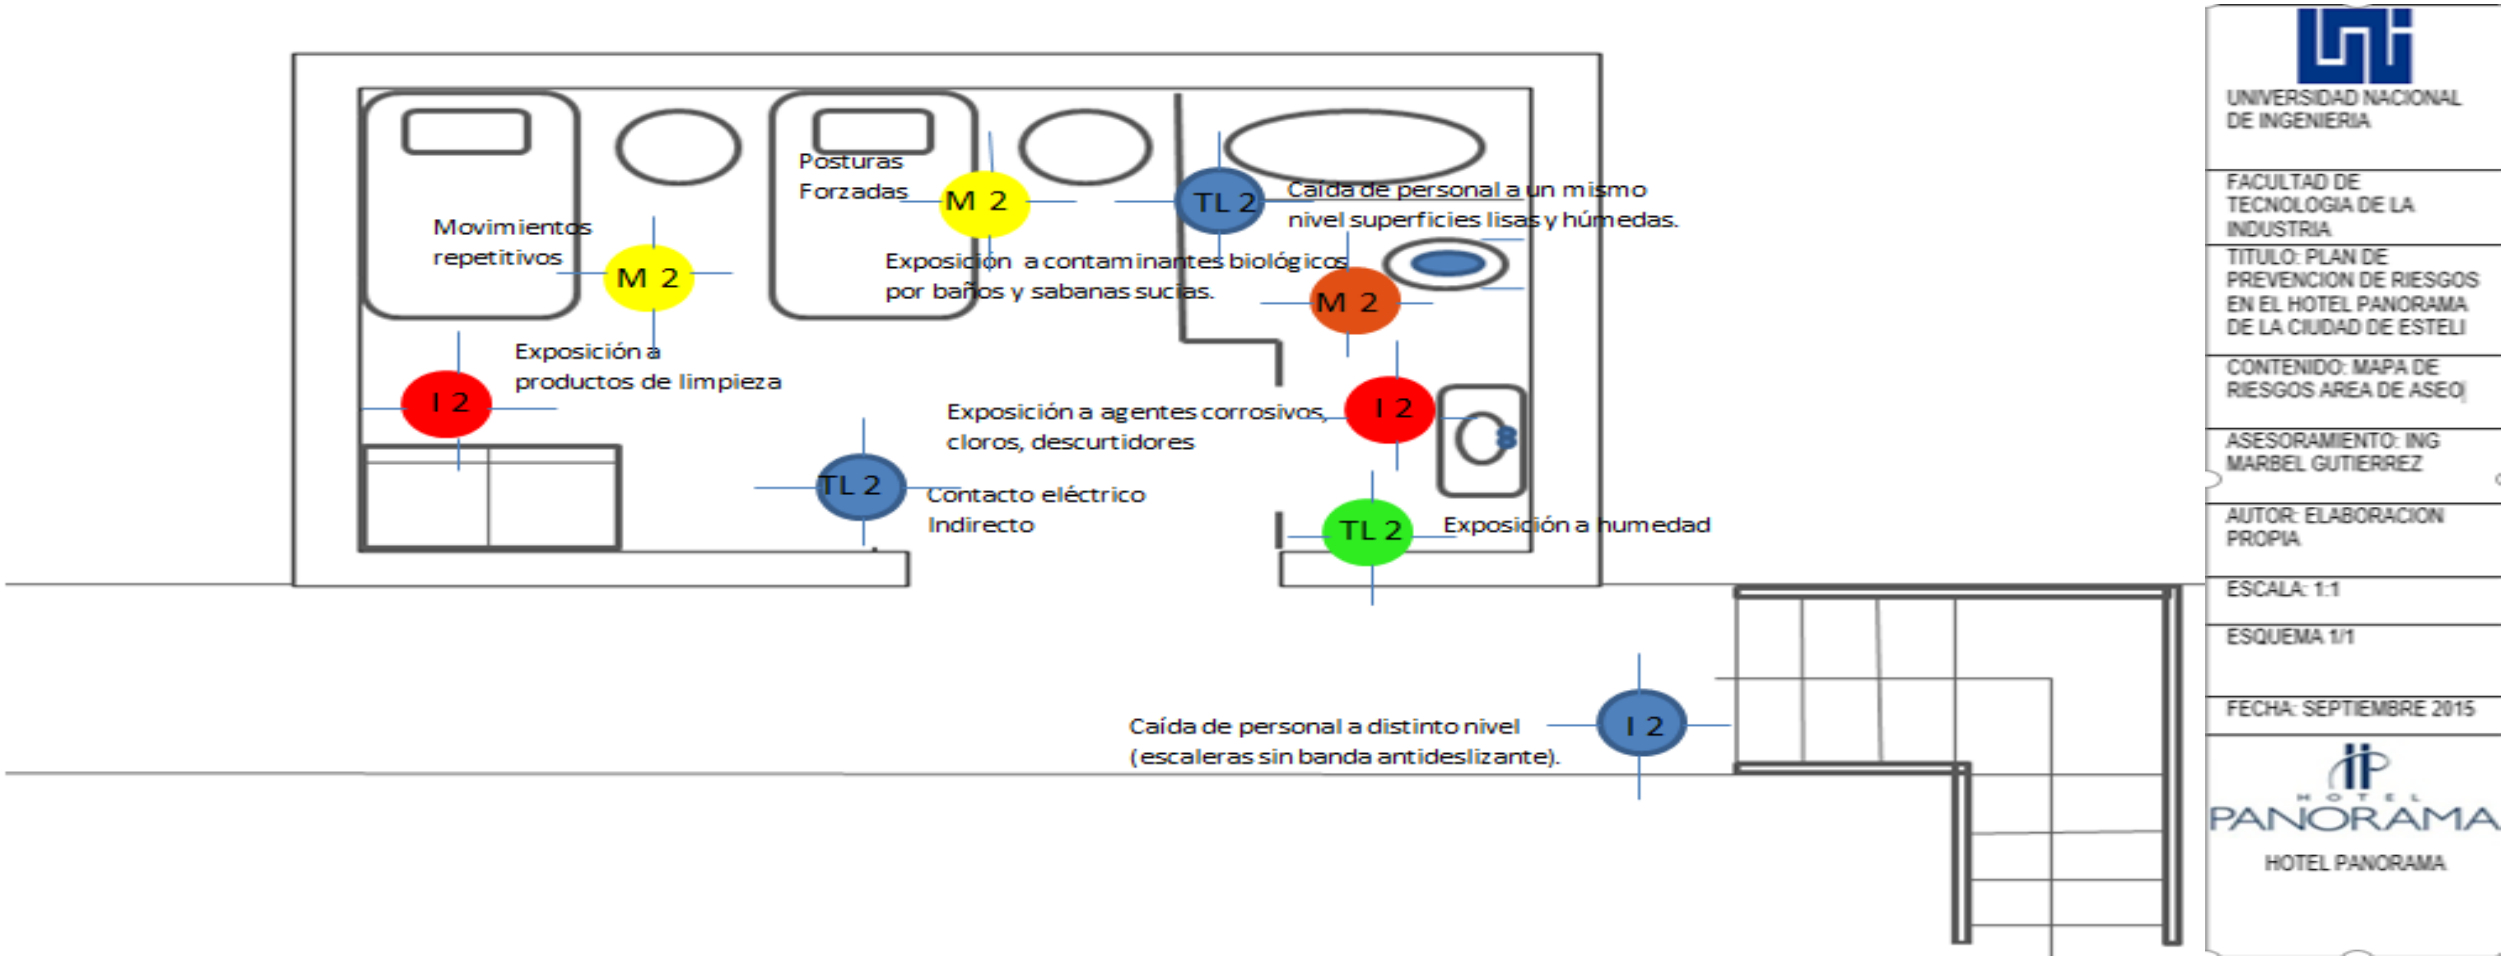 Posturas
Forzadas
M 2
TL 2
Caída de personal a un mismo
nivel superficies lisas y húmedas.
Movimientos
repetitivos
M 2
Exposición a contaminantes biológicos
por baños y sabanas sucias.
M 2
Exposición a
productos de limpieza
I 2
Exposición a agentes corrosivos,
cloros, descurtidores
I 2
TL 2
Contacto eléctrico
Indirecto
TL 2
Exposición a humedad
Caída de personal a distinto nivel
(escaleras sin banda antideslizante).
I 2
UNIVERSIDAD NACIONAL
DE INGENIERIA
FACULTAD DE
TECNOLOGIA DE LA
INDUSTRIA
TITULO: PLAN DE
PREVENCION DE RIESGOS
EN EL HOTEL PANORAMA
DE LA CIUDAD DE ESTELI
CONTENIDO: MAPA DE
RIESGOS AREA DE ASEO
ASESORAMIENTO: ING
MARBEL GUTIERREZ
AUTOR: ELABORACION
PROPIA
ESCALA: 1:1
ESQUEMA 1/1
FECHA: SEPTIEMBRE 2015
HOTEL
PANORAMA
HOTEL PANORAMA